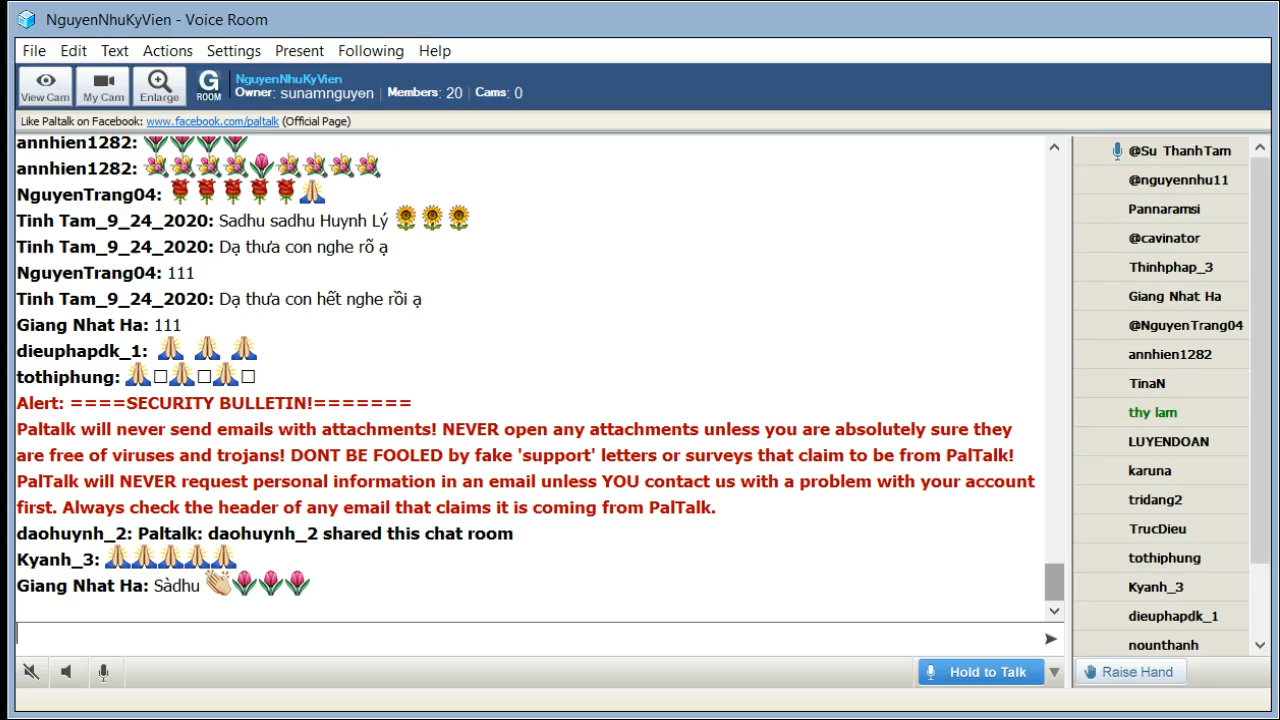 NguyenNhuKyVien - Voice Room
File Edit Text Actions Settings Present Following Help
View Cam My Cam Enlarge G ROOM NguyenNhuKyVien
Owner: sunamnguyen | Members: 20 | Cams: 0
Like Paltalk on Facebook: www.facebook.com/paltalk (Official Page)
annhien1282:
annhien1282:
NguyenTrang04:
Tinh Tam_9_24_2020: Sadhu sadhu Huynh Lý
Tinh Tam_9_24_2020: Dạ thưa con nghe rõ ạ
NguyenTrang04: 111
Tinh Tam_9_24_2020: Dạ thưa con hết nghe rồi ạ
Giang Nhat Ha: 111
dieuphapdk_1:
tothiphung:
Alert: ====SECURITY BULLETIN!=======
Paltalk will never send emails with attachments! NEVER open any attachments unless you are absolutely sure they
are free of viruses and trojans! DONT BE FOOLED by fake 'support' letters or surveys that claim to be from PalTalk!
PalTalk will NEVER request personal information in an email unless YOU contact us with a problem with your account
first. Always check the header of any email that claims it is coming from PalTalk.
daohuynh_2: Paltalk: daohuynh_2 shared this chat room
Kyanh_3:
Giang Nhat Ha: Sàdhu
@Su ThanhTam
@nguyennhu11
Pannaramsi
@cavinator
Thinhphap_3
Giang Nhat Ha
@NguyenTrang04
annhien1282
TinaN
thy lam
LUYENDOAN
karuna
tridang2
TrucDieu
tothiphung
Kyanh_3
dieuphapdk_1
nounthanh
Hold to Talk
Raise Hand